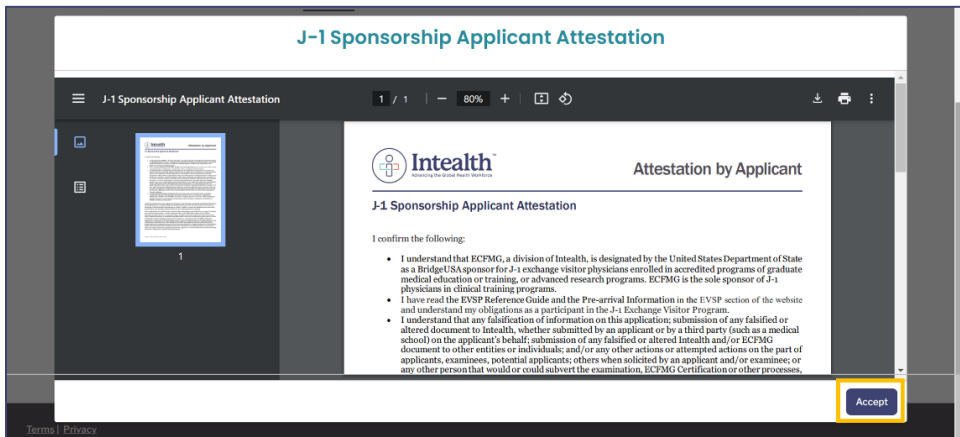 J-1 Sponsorship Applicant Attestation
J-1 Sponsorship Applicant Attestation
1 / 1 | − 80% +
1
Intealth™
Advancing the Global Health Workforce
Attestation by Applicant
J-1 Sponsorship Applicant Attestation
I confirm the following:
• I understand that ECFMG, a division of Intealth, is designated by the United States Department of State
as a BridgeUSA sponsor for J-1 exchange visitor physicians enrolled in accredited programs of graduate
medical education or training, or advanced research programs. ECFMG is the sole sponsor of J-1
physicians in clinical training programs.
• I have read the EVSP Reference Guide and the Pre-arrival Information in the EVSP section of the website
and understand my obligations as a participant in the J-1 Exchange Visitor Program.
• I understand that any falsification of information on this application; submission of any falsified or
altered document to Intealth, whether submitted by an applicant or by a third party (such as a medical
school) on the applicant's behalf; submission of any falsified or altered Intealth and/or ECFMG
document to other entities or individuals; and/or any other actions or attempted actions on the part of
applicants, examinees, potential applicants; others when solicited by an applicant and/or examinee; or
any other person that would or could subvert the examination, ECFMG Certification or other processes,
Accept
Terms | Privacy